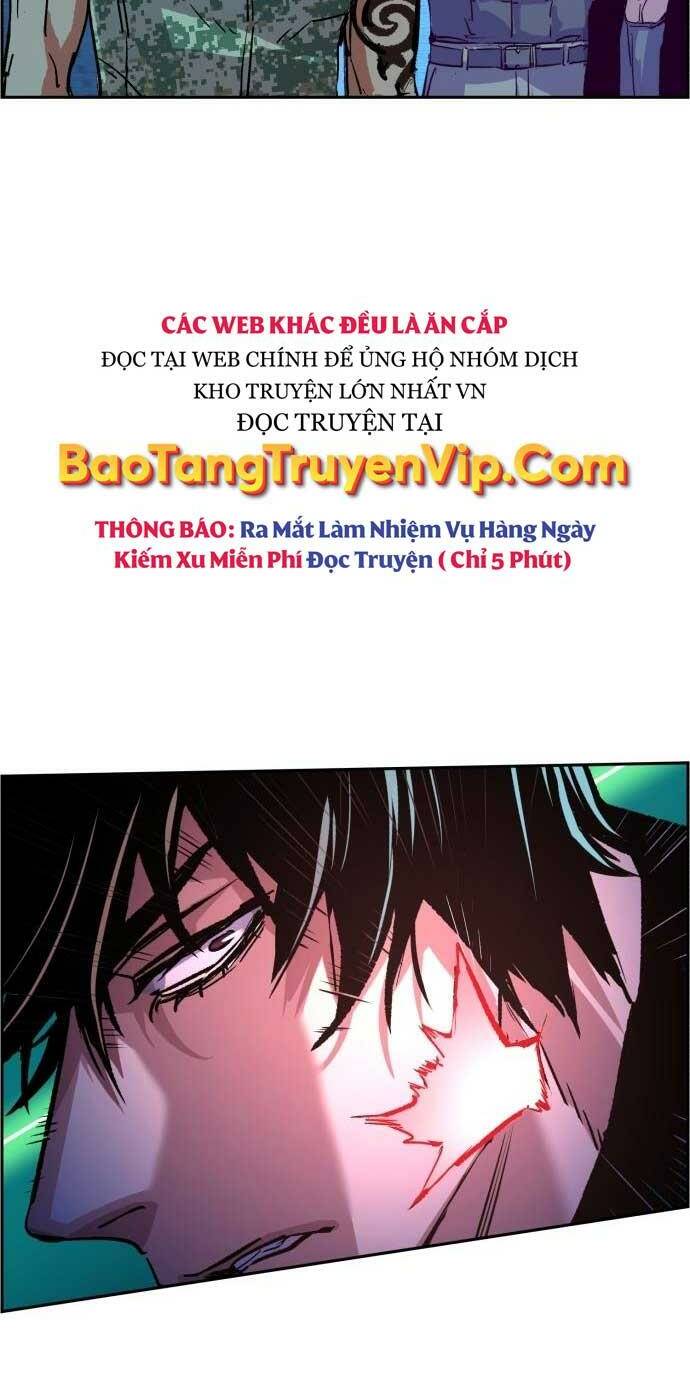 CÁC WEB KHÁC ĐỀU LÀ ĂN CẮP
ĐỌC TẠI WEB CHÍNH ĐỂ ỦNG HỘ NHÓM DỊCH
KHO TRUYỆN LỚN NHẤT VN
ĐỌC TRUYỆN TẠI
BaoTangTruyenVip.Com
THÔNG BÁO: Ra Mắt Làm Nhiệm Vụ Hàng Ngày
Kiếm Xu Miễn Phí Đọc Truyện ( Chỉ 5 Phút)